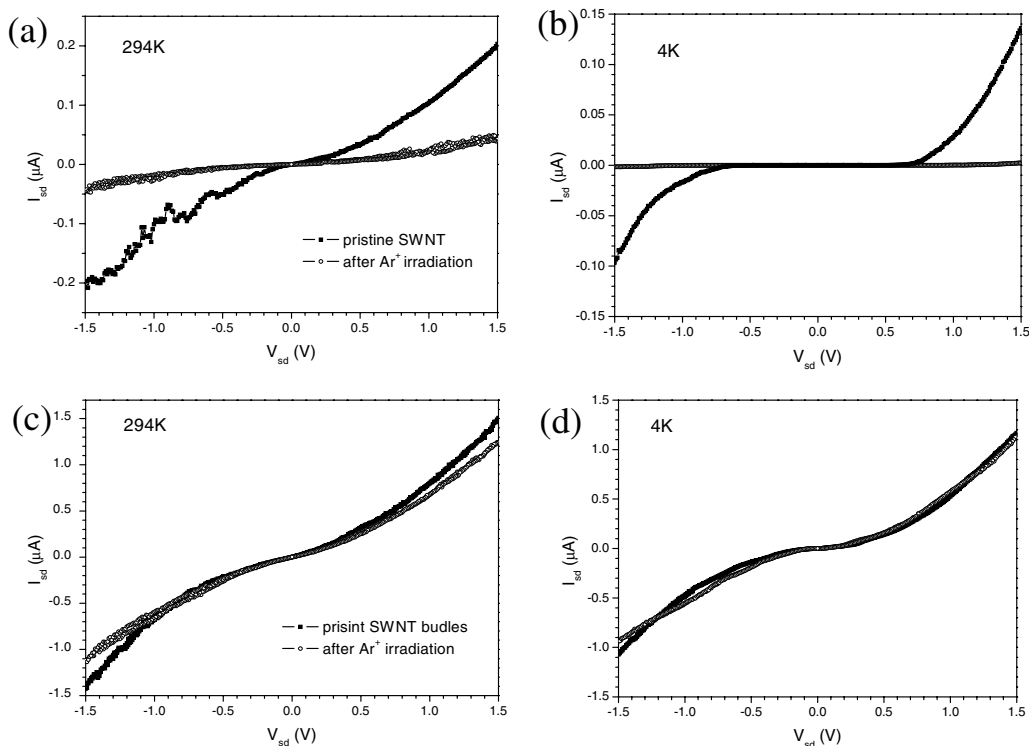 (a)
294K
0.2
0.1
0.0
-0.1
-0.2
I_sd (μA)
-1.5 -1.0 -0.5 0.0 0.5 1.0 1.5
V_sd (V)
pristine SWNT
after Ar⁺ irradiation
(b)
4K
0.15
0.10
0.05
0.00
-0.05
-0.10
-0.15
I_sd (μA)
-1.5 -1.0 -0.5 0.0 0.5 1.0 1.5
V_sd (V)
(c)
294K
1.5
1.0
0.5
0.0
-0.5
-1.0
-1.5
I_sd (μA)
-1.5 -1.0 -0.5 0.0 0.5 1.0 1.5
V_sd (V)
prisint SWNT budles
after Ar⁺ irradiation
(d)
4K
1.5
1.0
0.5
0.0
-0.5
-1.0
-1.5
I_sd (μA)
-1.5 -1.0 -0.5 0.0 0.5 1.0 1.5
V_sd (V)